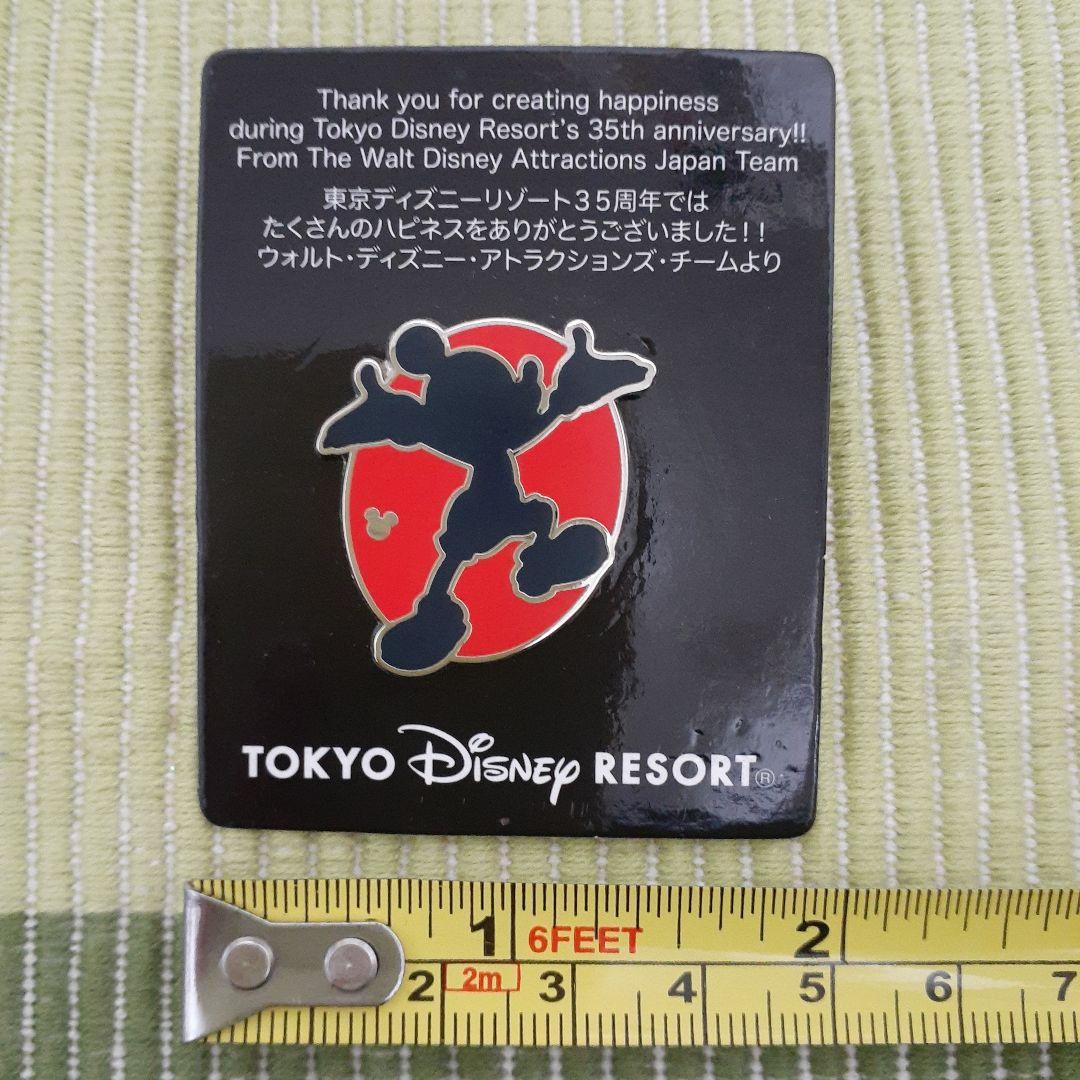 Thank you for creating happiness
during Tokyo Disney Resort's 35th anniversary!!
From The Walt Disney Attractions Japan Team
東京ディズニーリゾート35周年では
たくさんのハピネスをありがとうございました!!
ウォルト・ディズニー・アトラクションズ・チームより
TOKYO Disney RESORT®
1 6FEET 2
2 2m 3 4 5 6 7